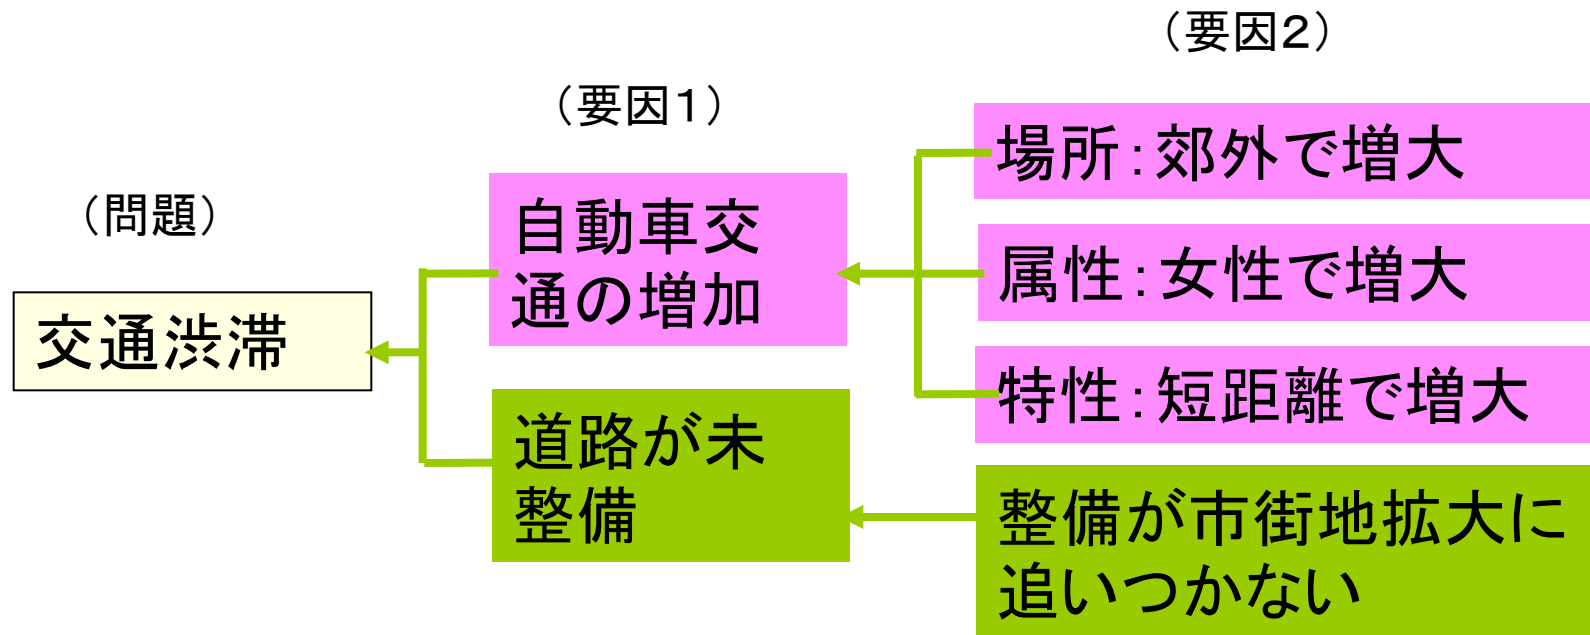 （問題）
交通渋滞
（要因１）
自動車交
通の増加
道路が未
整備
（要因２）
場所：郊外で増大
属性：女性で増大
特性：短距離で増大
整備が市街地拡大に
追いつかない